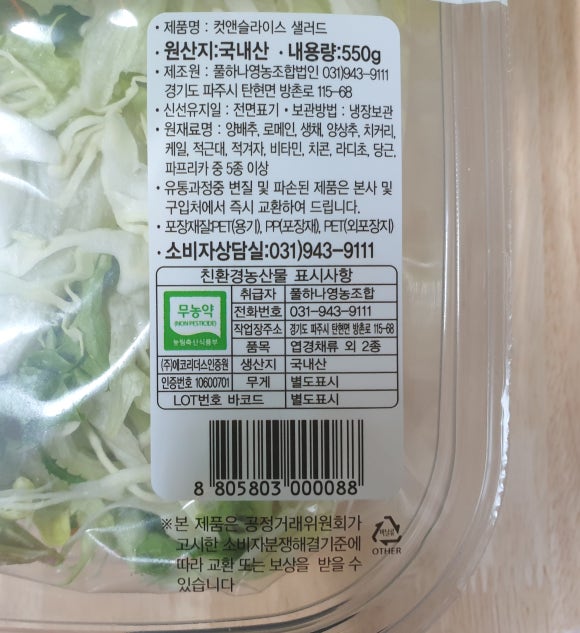 • 제품명 : 컷앤슬라이스 샐러드
• 원산지:국내산 • 내용량:550g
• 제조원 : 풀하나영농조합법인 031)943-9111
경기도 파주시 탄현면 방촌로 115-68
• 신선유지일 : 전면표기 • 보관방법 : 냉장보관
• 원재료명 : 양배추, 로메인, 생채, 양상추, 치커리,
케일, 적근대, 적겨자, 비타민, 치콘, 라디초, 당근,
파프리카 중 5종 이상
• 유통과정중 변질 및 파손된 제품은 본사 및
구입처에서 즉시 교환하여 드립니다.
• 포장재질PET(용기), PP(포장재), PET(외포장지)
• 소비자상담실:031)943-9111
친환경농산물 표시사항
무농약
(NON PESTICIDE)
농림축산식품부
취급자 풀하나영농조합
전화번호 031-943-9111
작업장주소 경기도 파주시 탄현면 방촌로 115-68
품목 엽경채류 외 2종
(주)에코리더스인증원 생산지 국내산
인증번호 10600701 무게 별도표시
LOT번호 바코드 별도표시
8 805803 000088
※본 제품은 공정거래위원회가
고시한 소비자분쟁해결기준에
따라 교환 또는 보상을 받을 수
있습니다
비닐류
OTHER